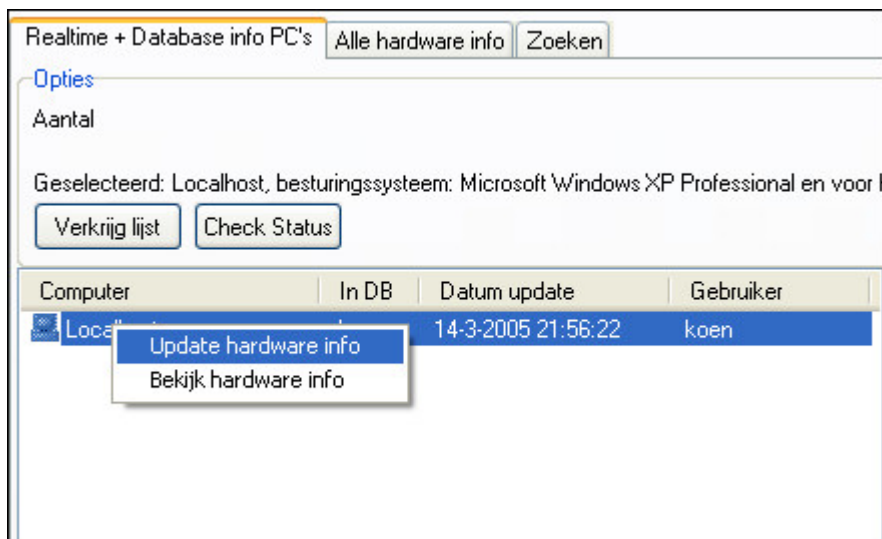 Realtime + Database info PC's Alle hardware info Zoeken
Opties
Aantal
Geselecteerd: Localhost, besturingssysteem: Microsoft Windows XP Professional en voor
Verkrijg lijst Check Status
Computer In DB Datum update Gebruiker
14-3-2005 21:56:22 koen
Update hardware info
Bekijk hardware info